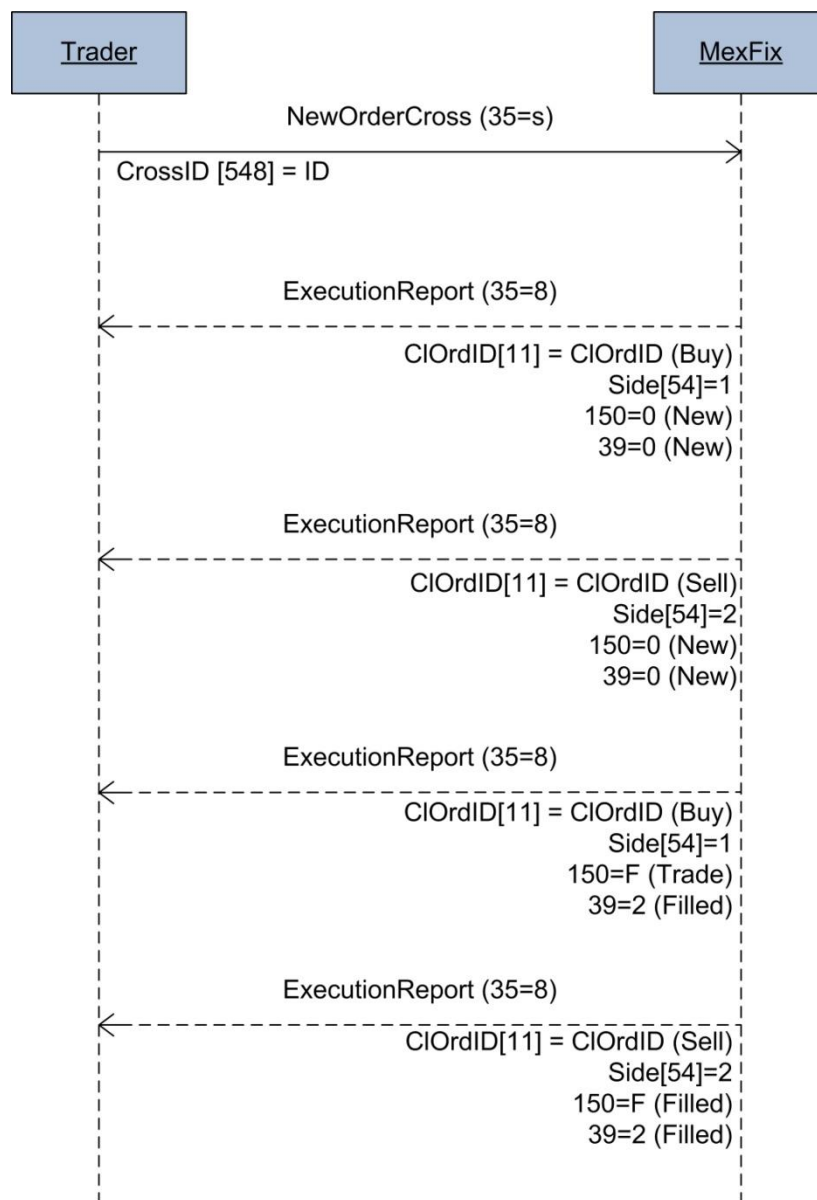 Trader
MexFix
NewOrderCross (35=s)
CrossID [548] = ID
ExecutionReport (35=8)
ClOrdID[11] = ClOrdID (Buy)
Side[54]=1
150=0 (New)
39=0 (New)
ExecutionReport (35=8)
ClOrdID[11] = ClOrdID (Sell)
Side[54]=2
150=0 (New)
39=0 (New)
ExecutionReport (35=8)
ClOrdID[11] = ClOrdID (Buy)
Side[54]=1
150=F (Trade)
39=2 (Filled)
ExecutionReport (35=8)
ClOrdID[11] = ClOrdID (Sell)
Side[54]=2
150=F (Filled)
39=2 (Filled)